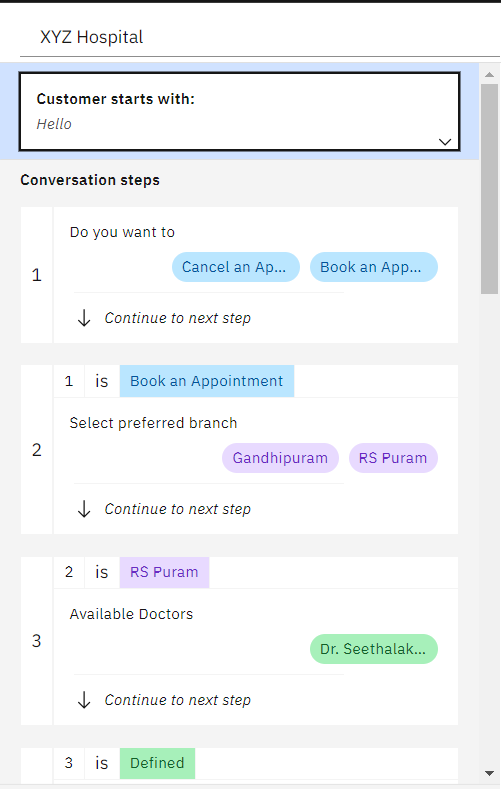 XYZ Hospital
Customer starts with:
Hello
Conversation steps
1
Do you want to
Cancel an Ap... Book an App...
Continue to next step
1 is Book an Appointment
2
Select preferred branch
Gandhipuram RS Puram
Continue to next step
2 is RS Puram
3
Available Doctors
Dr. Seethalak...
Continue to next step
3 is Defined